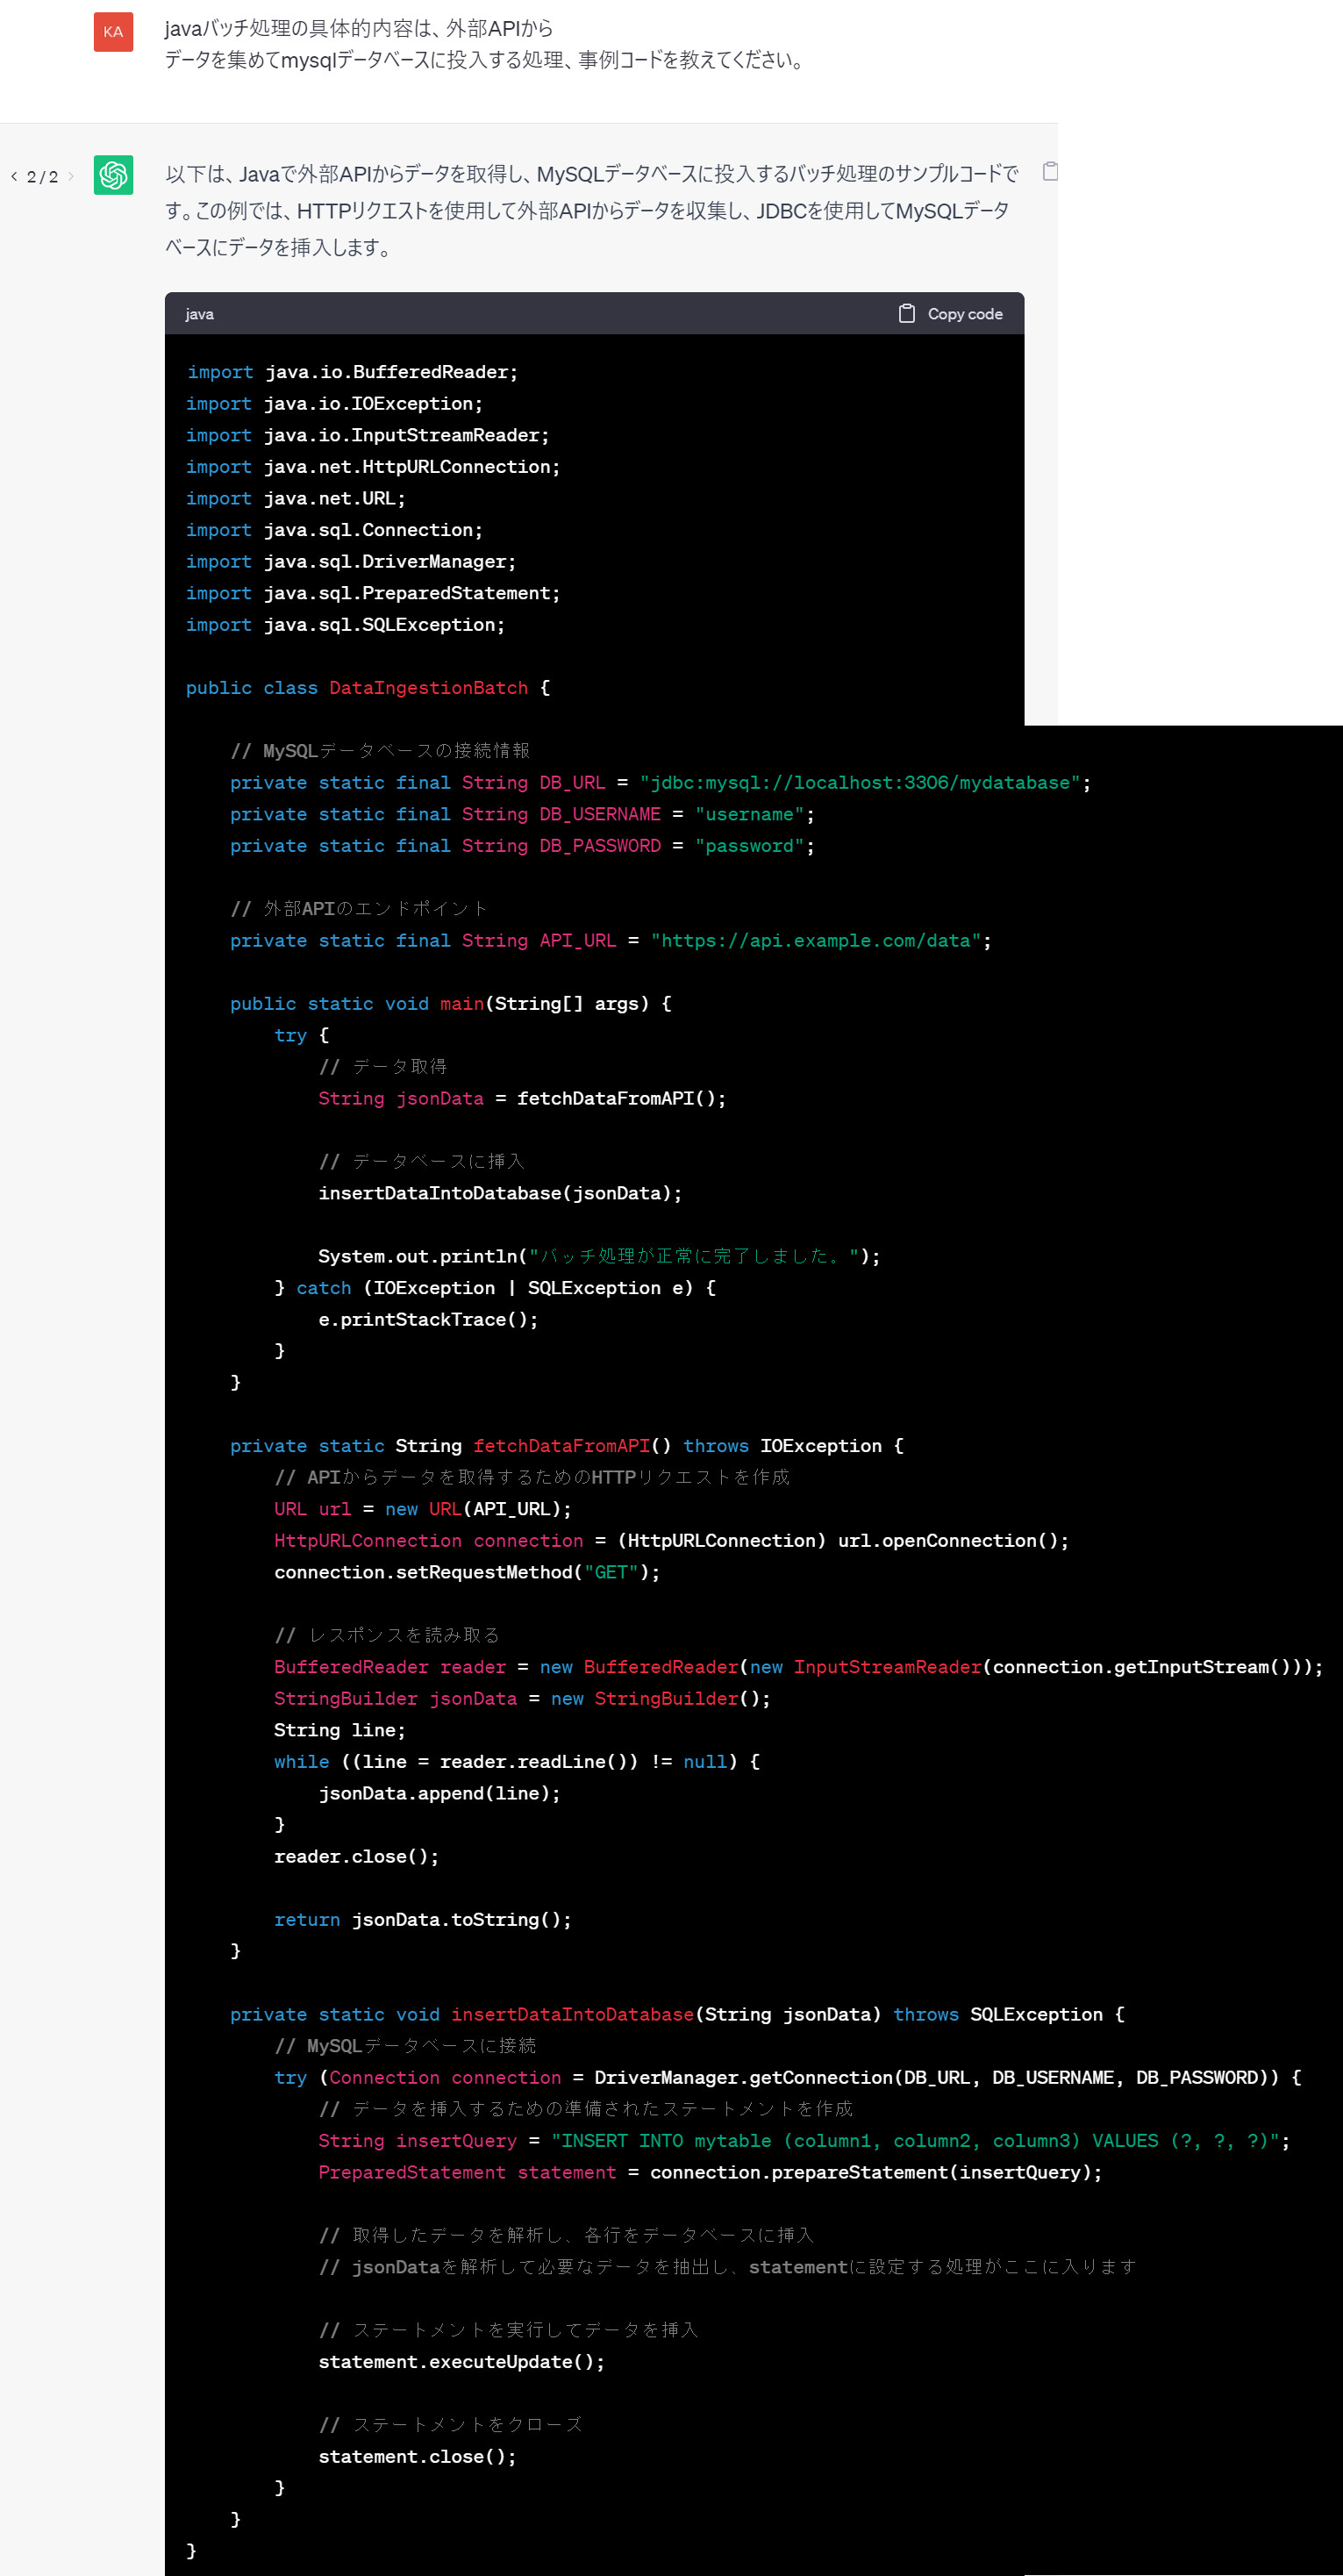 KA
javaバッチ処理の具体的内容は、外部APIから
データを集めてmysqlデータベースに投入する処理、事例コードを教えてください。
2 / 2
以下は、Javaで外部APIからデータを取得し、MySQLデータベースに投入するバッチ処理のサンプルコードで
す。この例では、HTTPリクエストを使用して外部APIからデータを収集し、JDBCを使用してMySQLデータ
ベースにデータを挿入します。
java
Copy code
import java.io.BufferedReader;
import java.io.IOException;
import java.io.InputStreamReader;
import java.net.HttpURLConnection;
import java.net.URL;
import java.sql.Connection;
import java.sql.DriverManager;
import java.sql.PreparedStatement;
import java.sql.SQLException;

public class DataIngestionBatch {

    // MySQLデータベースの接続情報
    private static final String DB_URL = "jdbc:mysql://localhost:3306/mydatabase";
    private static final String DB_USERNAME = "username";
    private static final String DB_PASSWORD = "password";

    // 外部APIのエンドポイント
    private static final String API_URL = "https://api.example.com/data";

    public static void main(String[] args) {
        try {
            // データ取得
            String jsonData = fetchDataFromAPI();

            // データベースに挿入
            insertDataIntoDatabase(jsonData);

            System.out.println("バッチ処理が正常に完了しました。");
        } catch (IOException | SQLException e) {
            e.printStackTrace();
        }
    }

    private static String fetchDataFromAPI() throws IOException {
        // APIからデータを取得するためのHTTPリクエストを作成
        URL url = new URL(API_URL);
        HttpURLConnection connection = (HttpURLConnection) url.openConnection();
        connection.setRequestMethod("GET");

        // レスポンスを読み取る
        BufferedReader reader = new BufferedReader(new InputStreamReader(connection.getInputStream()));
        StringBuilder jsonData = new StringBuilder();
        String line;
        while ((line = reader.readLine()) != null) {
            jsonData.append(line);
        }
        reader.close();

        return jsonData.toString();
    }

    private static void insertDataIntoDatabase(String jsonData) throws SQLException {
        // MySQLデータベースに接続
        try (Connection connection = DriverManager.getConnection(DB_URL, DB_USERNAME, DB_PASSWORD)) {
            // データを挿入するための準備されたステートメントを作成
            String insertQuery = "INSERT INTO mytable (column1, column2, column3) VALUES (?, ?, ?)";
            PreparedStatement statement = connection.prepareStatement(insertQuery);

            // 取得したデータを解析し、各行をデータベースに挿入
            // jsonDataを解析して必要なデータを抽出し、statementに設定する処理がここに入ります

            // ステートメントを実行してデータを挿入
            statement.executeUpdate();

            // ステートメントをクローズ
            statement.close();
        }
    }
}